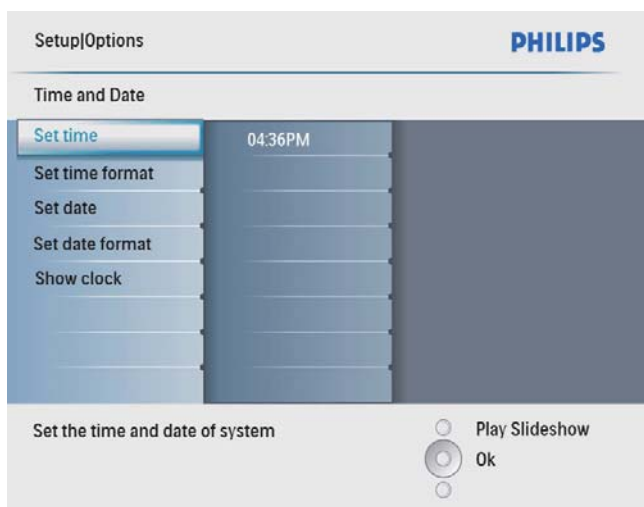 Setup|Options
PHILIPS
Time and Date
Set time
04:36PM
Set time format
Set date
Set date format
Show clock
Set the time and date of system
Play Slideshow
Ok